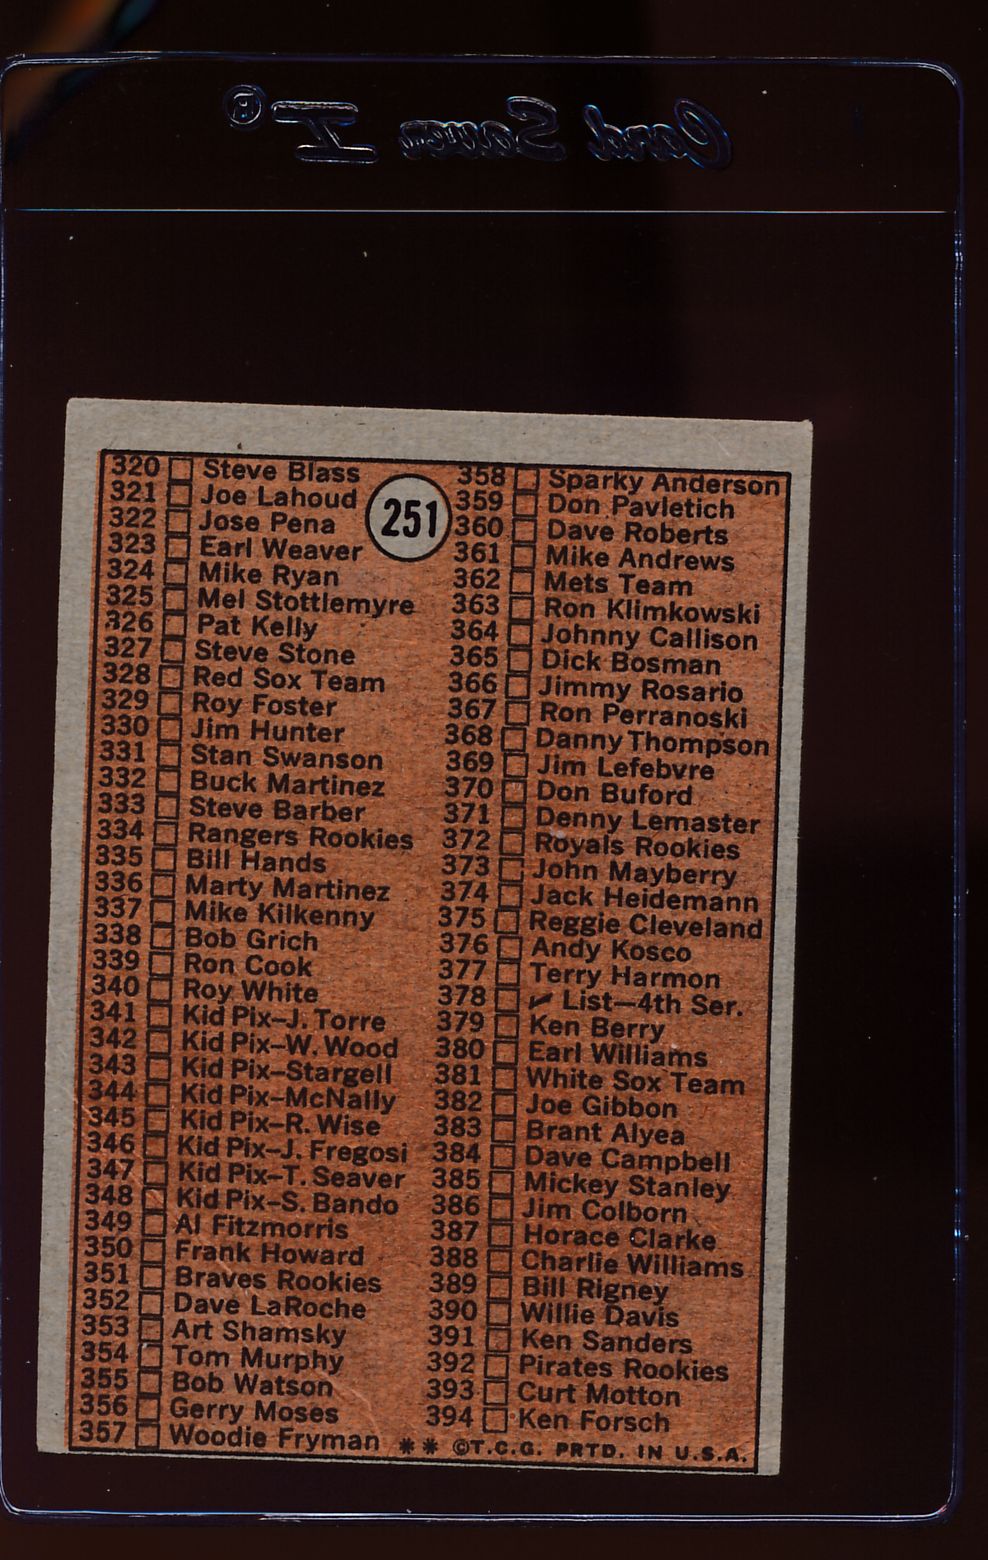 Card Saver I®
251
320 Steve Blass
321 Joe Lahoud
322 Jose Pena
323 Earl Weaver
324 Mike Ryan
325 Mel Stottlemyre
326 Pat Kelly
327 Steve Stone
328 Red Sox Team
329 Roy Foster
330 Jim Hunter
331 Stan Swanson
332 Buck Martinez
333 Steve Barber
334 Rangers Rookies
335 Bill Hands
336 Marty Martinez
337 Mike Kilkenny
338 Bob Grich
339 Ron Cook
340 Roy White
341 Kid Pix–J. Torre
342 Kid Pix–W. Wood
343 Kid Pix–Stargell
344 Kid Pix–McNally
345 Kid Pix–R. Wise
346 Kid Pix–J. Fregosi
347 Kid Pix–T. Seaver
348 Kid Pix–S. Bando
349 Al Fitzmorris
350 Frank Howard
351 Braves Rookies
352 Dave LaRoche
353 Art Shamsky
354 Tom Murphy
355 Bob Watson
356 Gerry Moses
357 Woodie Fryman
358 Sparky Anderson
359 Don Pavletich
360 Dave Roberts
361 Mike Andrews
362 Mets Team
363 Ron Klimkowski
364 Johnny Callison
365 Dick Bosman
366 Jimmy Rosario
367 Ron Perranoski
368 Danny Thompson
369 Jim Lefebvre
370 Don Buford
371 Denny Lemaster
372 Royals Rookies
373 John Mayberry
374 Jack Heidemann
375 Reggie Cleveland
376 Andy Kosco
377 Terry Harmon
378 ✓ List—4th Ser.
379 Ken Berry
380 Earl Williams
381 White Sox Team
382 Joe Gibbon
383 Brant Alyea
384 Dave Campbell
385 Mickey Stanley
386 Jim Colborn
387 Horace Clarke
388 Charlie Williams
389 Bill Rigney
390 Willie Davis
391 Ken Sanders
392 Pirates Rookies
393 Curt Motton
394 Ken Forsch
* * ©T.C.G. PRTD. IN U.S.A.